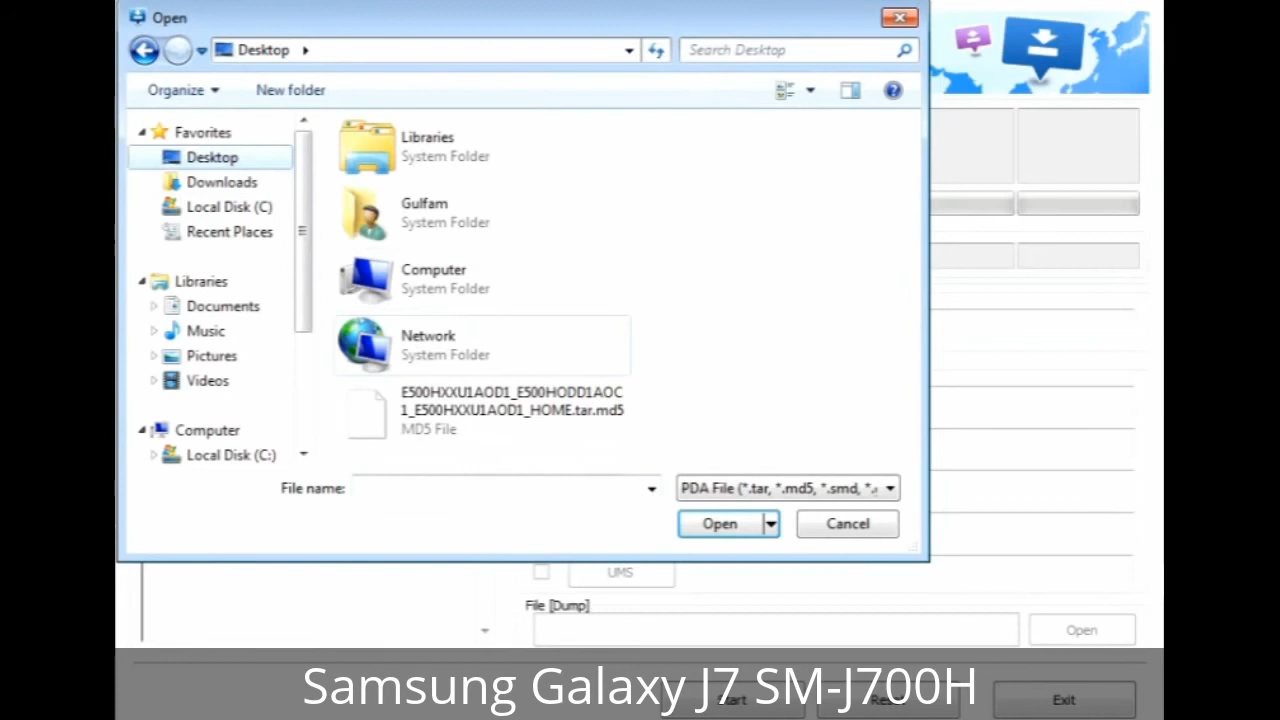 Open
Desktop
Search Desktop
Organize
New folder
Favorites
Desktop
Downloads
Local Disk (C)
Recent Places
Libraries
Documents
Music
Pictures
Videos
Computer
Local Disk (C:)
Libraries
System Folder
Gulfam
System Folder
Computer
System Folder
Network
System Folder
E500HXXU1AOD1_E500HODD1AOC
1_E500HXXU1AOD1_HOME.tar.md5
MD5 File
File name:
PDA File (*.tar, *.md5, *.smd, *.
Open
Cancel
UMS
File [Dump]
Open
Start
Reset
Exit
Samsung Galaxy J7 SM-J700H